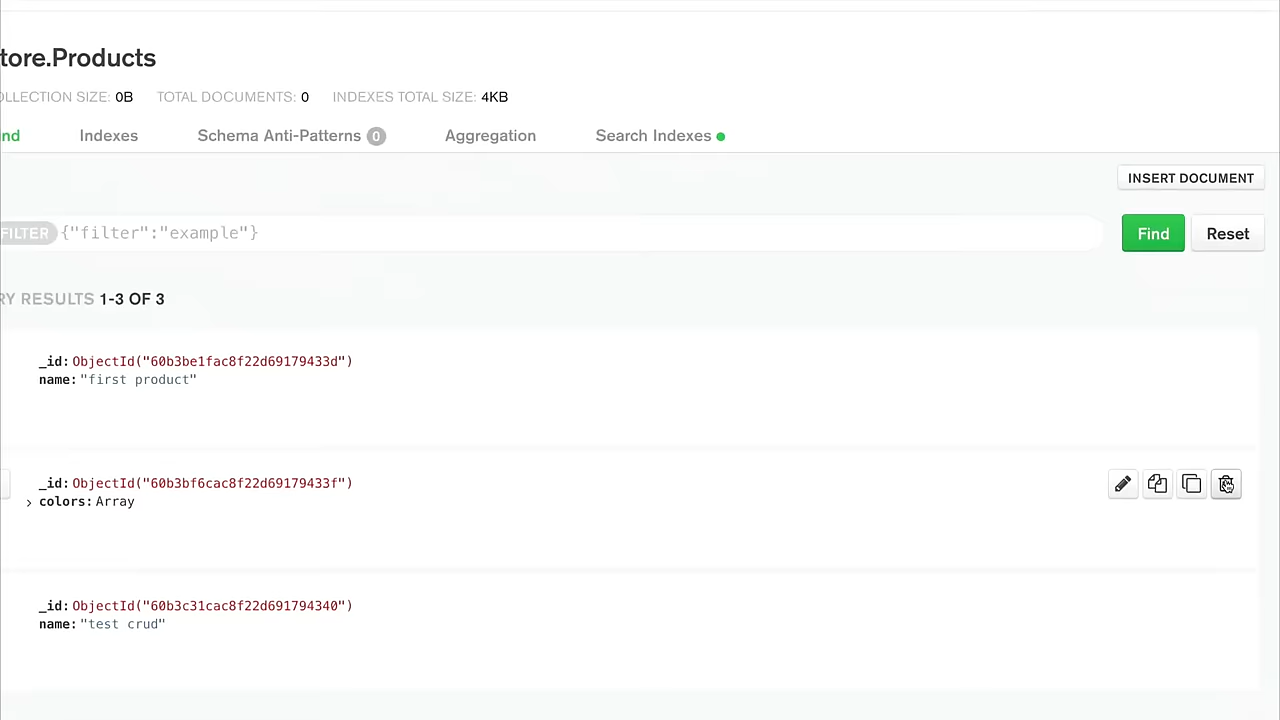 tore.Products
OLLECTION SIZE: 0B TOTAL DOCUMENTS: 0 INDEXES TOTAL SIZE: 4KB
nd Indexes Schema Anti-Patterns 0 Aggregation Search Indexes
INSERT DOCUMENT
FILTER {"filter":"example"} Find Reset
RY RESULTS 1-3 OF 3
_id: ObjectId("60b3be1fac8f22d69179433d")
name: "first product"
_id: ObjectId("60b3bf6cac8f22d69179433f")
> colors: Array
_id: ObjectId("60b3c31cac8f22d691794340")
name: "test crud"